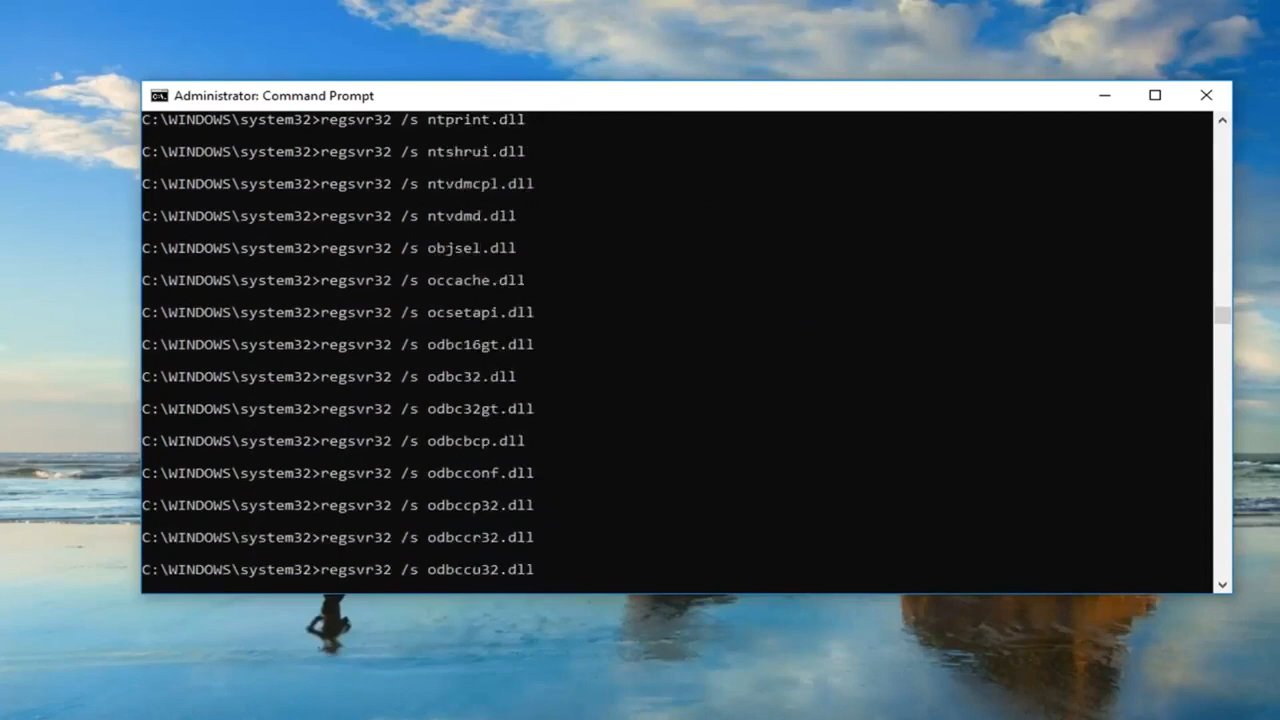 Administrator: Command Prompt
C:\WINDOWS\system32>regsvr32 /s ntprint.dll
C:\WINDOWS\system32>regsvr32 /s ntshrui.dll
C:\WINDOWS\system32>regsvr32 /s ntvdmcpl.dll
C:\WINDOWS\system32>regsvr32 /s ntvdmd.dll
C:\WINDOWS\system32>regsvr32 /s objsel.dll
C:\WINDOWS\system32>regsvr32 /s occache.dll
C:\WINDOWS\system32>regsvr32 /s ocsetapi.dll
C:\WINDOWS\system32>regsvr32 /s odbc16gt.dll
C:\WINDOWS\system32>regsvr32 /s odbc32.dll
C:\WINDOWS\system32>regsvr32 /s odbc32gt.dll
C:\WINDOWS\system32>regsvr32 /s odbcbcp.dll
C:\WINDOWS\system32>regsvr32 /s odbcconf.dll
C:\WINDOWS\system32>regsvr32 /s odbccp32.dll
C:\WINDOWS\system32>regsvr32 /s odbccr32.dll
C:\WINDOWS\system32>regsvr32 /s odbccu32.dll